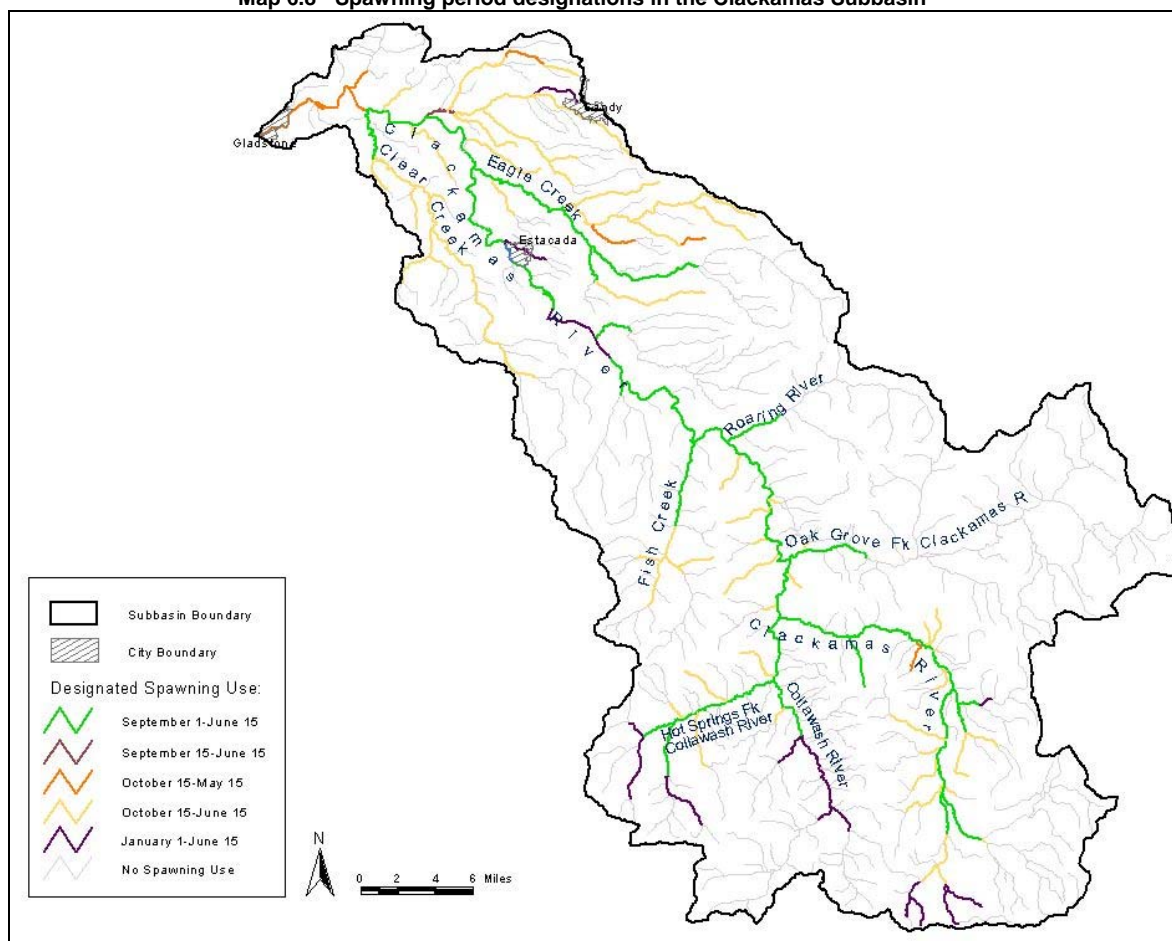 Map 6.8 Spawning period designations in the Clackamas Subbasin
Sandy
Gladstone
Clackamas River
Clear Creek
Eagle Creek
Estacada
Roaring River
Fish Creek
Oak Grove Fk Clackamas R
Clackamas River
Hot Springs Fk
Collawash River
Collawash River
Subbasin Boundary
City Boundary
Designated Spawning Use:
September 1-June 15
September 15-June 15
October 15-May 15
October 15-June 15
January 1-June 15
No Spawning Use
N
0 2 4 6 Miles